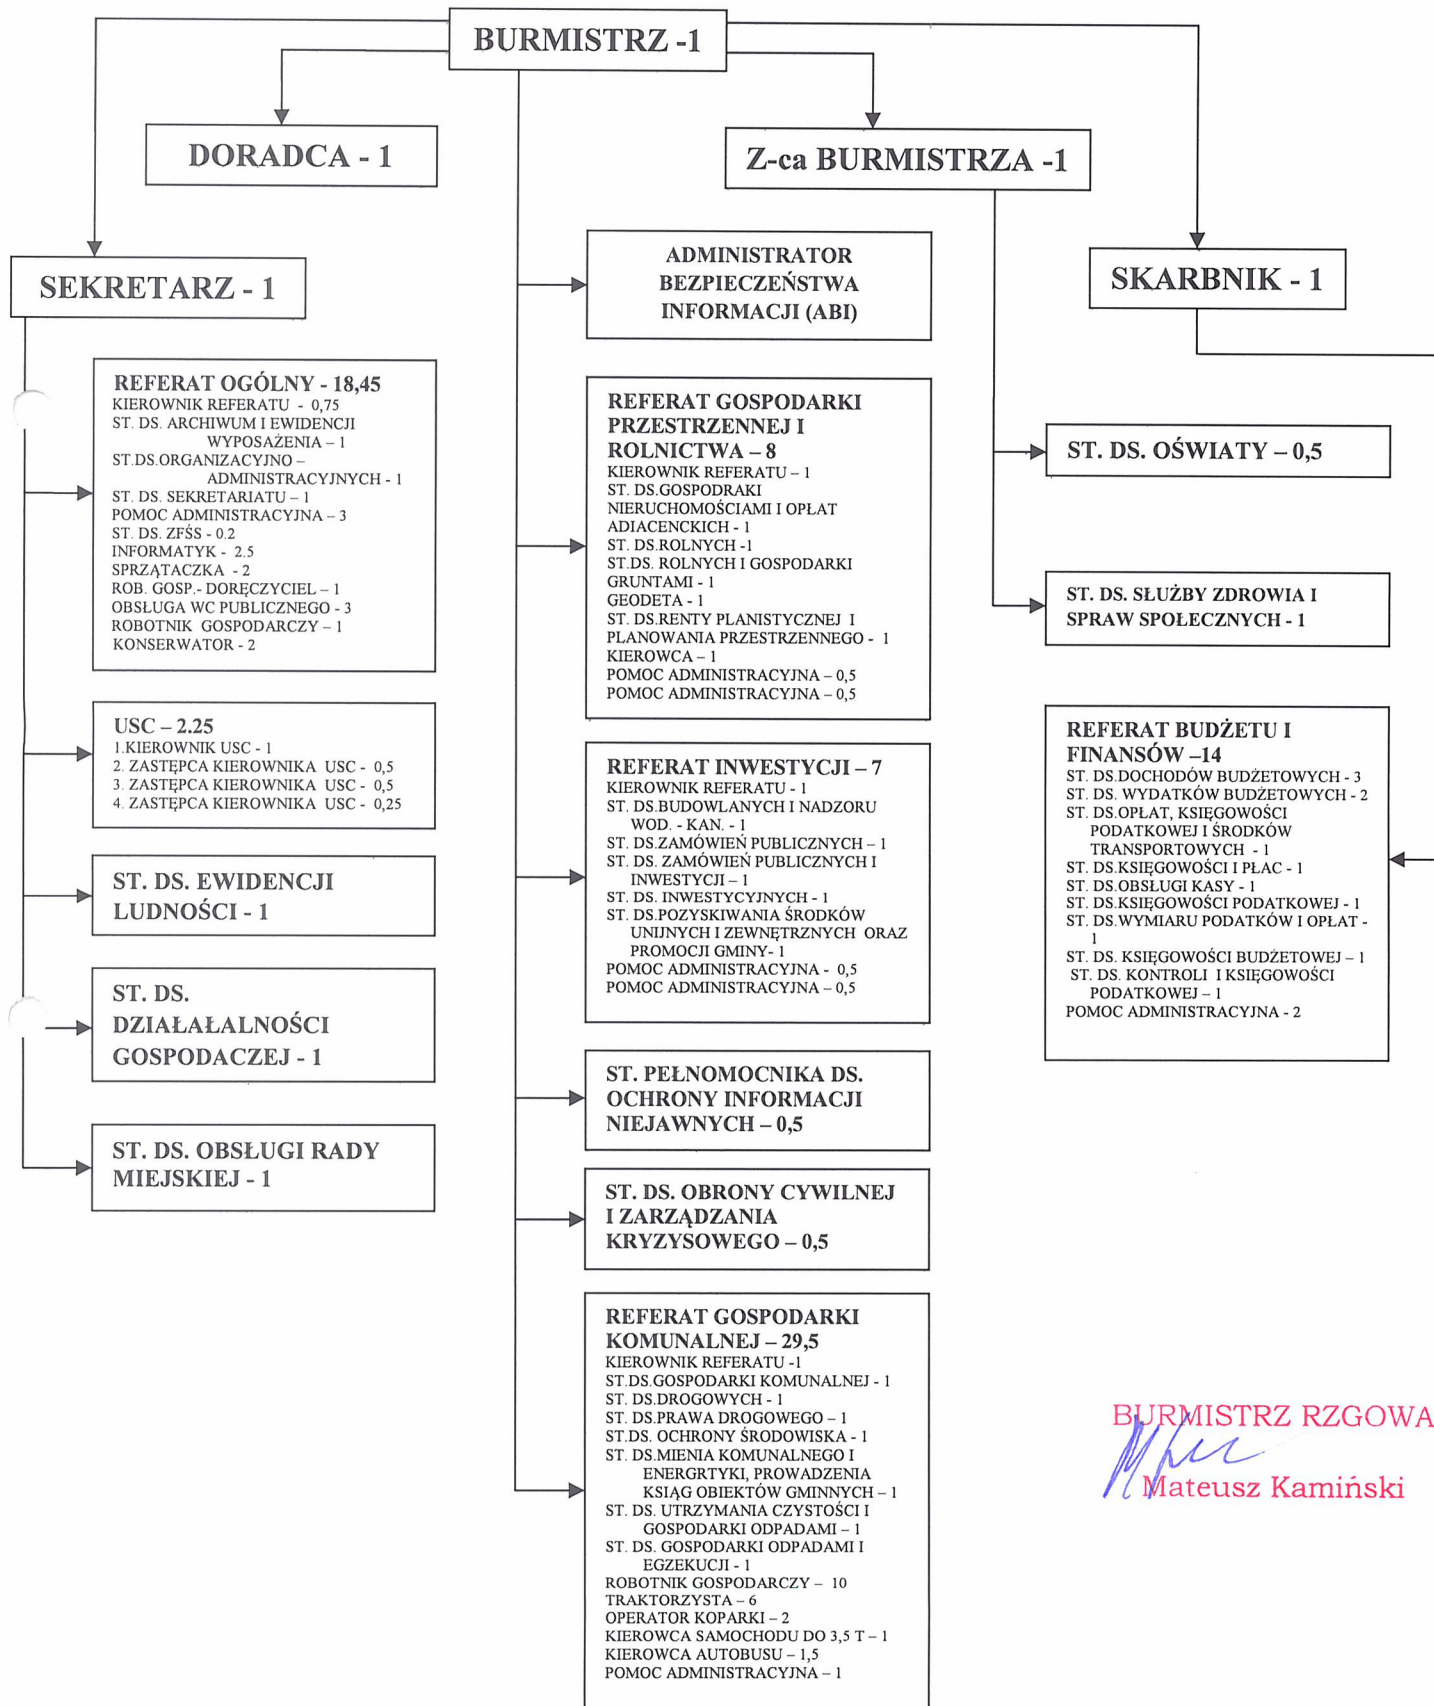 BURMISTRZ -1
DORADCA - 1
Z-ca BURMISTRZA -1
SEKRETARZ - 1
ADMINISTRATOR
BEZPIECZEŃSTWA
INFORMACJI (ABI)
SKARBNIK - 1
REFERAT OGÓLNY - 18,45
KIEROWNIK REFERATU - 0,75
ST. DS. ARCHIWUM I EWIDENCJI
WYPOSAŻENIA – 1
ST.DS.ORGANIZACYJNO –
ADMINISTRACYJNYCH - 1
ST. DS. SEKRETARIATU – 1
POMOC ADMINISTRACYJNA – 3
ST. DS. ZFŚS - 0.2
INFORMATYK - 2.5
SPRZĄTACZKA - 2
ROB. GOSP.- DORĘCZYCIEL – 1
OBSŁUGA WC PUBLICZNEGO - 3
ROBOTNIK GOSPODARCZY – 1
KONSERWATOR - 2
USC – 2.25
1.KIEROWNIK USC - 1
2. ZASTĘPCA KIEROWNIKA USC - 0,5
3. ZASTĘPCA KIEROWNIKA USC - 0,5
4. ZASTĘPCA KIEROWNIKA USC - 0,25
ST. DS. EWIDENCJI
LUDNOŚCI - 1
ST. DS.
DZIAŁAŁALNOŚCI
GOSPODACZEJ - 1
ST. DS. OBSŁUGI RADY
MIEJSKIEJ - 1
REFERAT GOSPODARKI
PRZESTRZENNEJ I
ROLNICTWA – 8
KIEROWNIK REFERATU – 1
ST. DS.GOSPODRAKI
NIERUCHOMOŚCIAMI I OPŁAT
ADIACENCKICH - 1
ST. DS.ROLNYCH -1
ST.DS. ROLNYCH I GOSPODARKI
GRUNTAMI - 1
GEODETA - 1
ST. DS.RENTY PLANISTYCZNEJ I
PLANOWANIA PRZESTRZENNEGO - 1
KIEROWCA – 1
POMOC ADMINISTRACYJNA – 0,5
POMOC ADMINISTRACYJNA – 0,5
REFERAT INWESTYCJI – 7
KIEROWNIK REFERATU - 1
ST. DS.BUDOWLANYCH I NADZORU
WOD. - KAN. - 1
ST. DS.ZAMÓWIEŃ PUBLICZNYCH – 1
ST. DS. ZAMÓWIEŃ PUBLICZNYCH I
INWESTYCJI – 1
ST. DS. INWESTYCYJNYCH - 1
ST. DS.POZYSKIWANIA ŚRODKÓW
UNIJNYCH I ZEWNĘTRZNYCH ORAZ
PROMOCJI GMINY- 1
POMOC ADMINISTRACYJNA - 0,5
POMOC ADMINISTRACYJNA – 0,5
ST. PEŁNOMOCNIKA DS.
OCHRONY INFORMACJI
NIEJAWNYCH – 0,5
ST. DS. OBRONY CYWILNEJ
I ZARZĄDZANIA
KRYZYSOWEGO – 0,5
REFERAT GOSPODARKI
KOMUNALNEJ – 29,5
KIEROWNIK REFERATU -1
ST.DS.GOSPODARKI KOMUNALNEJ - 1
ST. DS.DROGOWYCH - 1
ST. DS.PRAWA DROGOWEGO – 1
ST.DS. OCHRONY ŚRODOWISKA - 1
ST. DS.MIENIA KOMUNALNEGO I
ENERGRTYKI, PROWADZENIA
KSIĄG OBIEKTÓW GMINNYCH – 1
ST. DS. UTRZYMANIA CZYSTOŚCI I
GOSPODARKI ODPADAMI – 1
ST. DS. GOSPODARKI ODPADAMI I
EGZEKUCJI - 1
ROBOTNIK GOSPODARCZY – 10
TRAKTORZYSTA – 6
OPERATOR KOPARKI – 2
KIEROWCA SAMOCHODU DO 3,5 T – 1
KIEROWCA AUTOBUSU – 1,5
POMOC ADMINISTRACYJNA – 1
ST. DS. OŚWIATY – 0,5
ST. DS. SŁUŻBY ZDROWIA I
SPRAW SPOŁECZNYCH - 1
REFERAT BUDŻETU I
FINANSÓW –14
ST. DS.DOCHODÓW BUDŻETOWYCH - 3
ST. DS. WYDATKÓW BUDŻETOWYCH - 2
ST. DS.OPŁAT, KSIĘGOWOŚCI
PODATKOWEJ I ŚRODKÓW
TRANSPORTOWYCH - 1
ST. DS.KSIĘGOWOŚCI I PŁAC - 1
ST. DS.OBSŁUGI KASY - 1
ST. DS.KSIĘGOWOŚCI PODATKOWEJ - 1
ST. DS.WYMIARU PODATKÓW I OPŁAT -
1
ST. DS. KSIĘGOWOŚCI BUDŻETOWEJ – 1
ST. DS. KONTROLI I KSIĘGOWOŚCI
PODATKOWEJ – 1
POMOC ADMINISTRACYJNA - 2
BURMISTRZ RZGOWA
Mateusz Kamiński